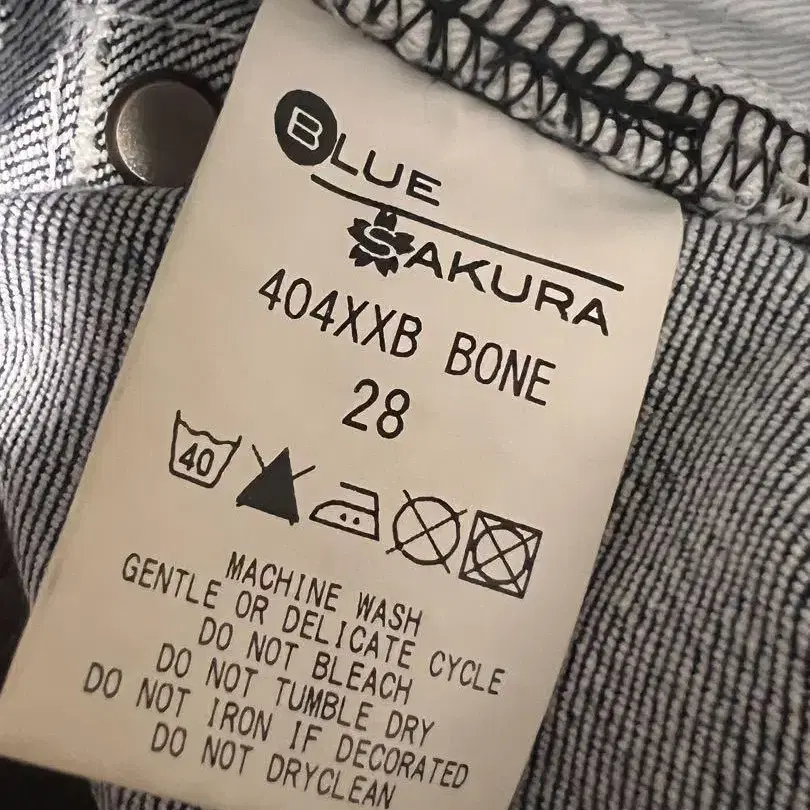 BLUE
SAKURA
404XXB BONE
28
40
MACHINE WASH
GENTLE OR DELICATE CYCLE
DO NOT BLEACH
DO NOT TUMBLE DRY
DO NOT IRON IF DECORATED
DO NOT DRYCLEAN